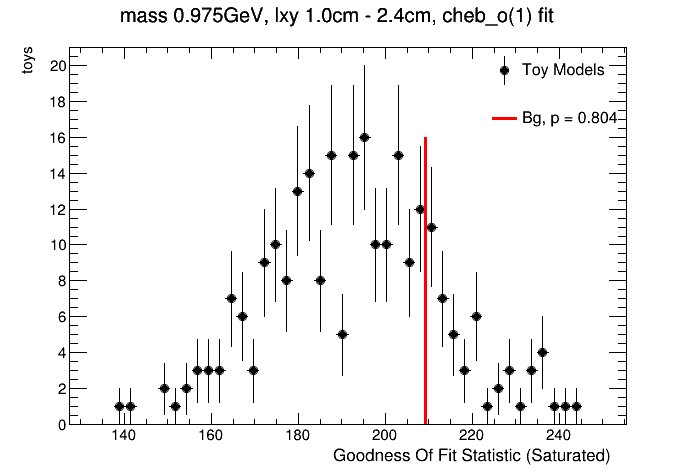 mass 0.975GeV, lxy 1.0cm - 2.4cm, cheb_o(1) fit
toys
20
18
16
14
12
10
8
6
4
2
0
Toy Models
Bg, p = 0.804
140 160 180 200 220 240
Goodness Of Fit Statistic (Saturated)